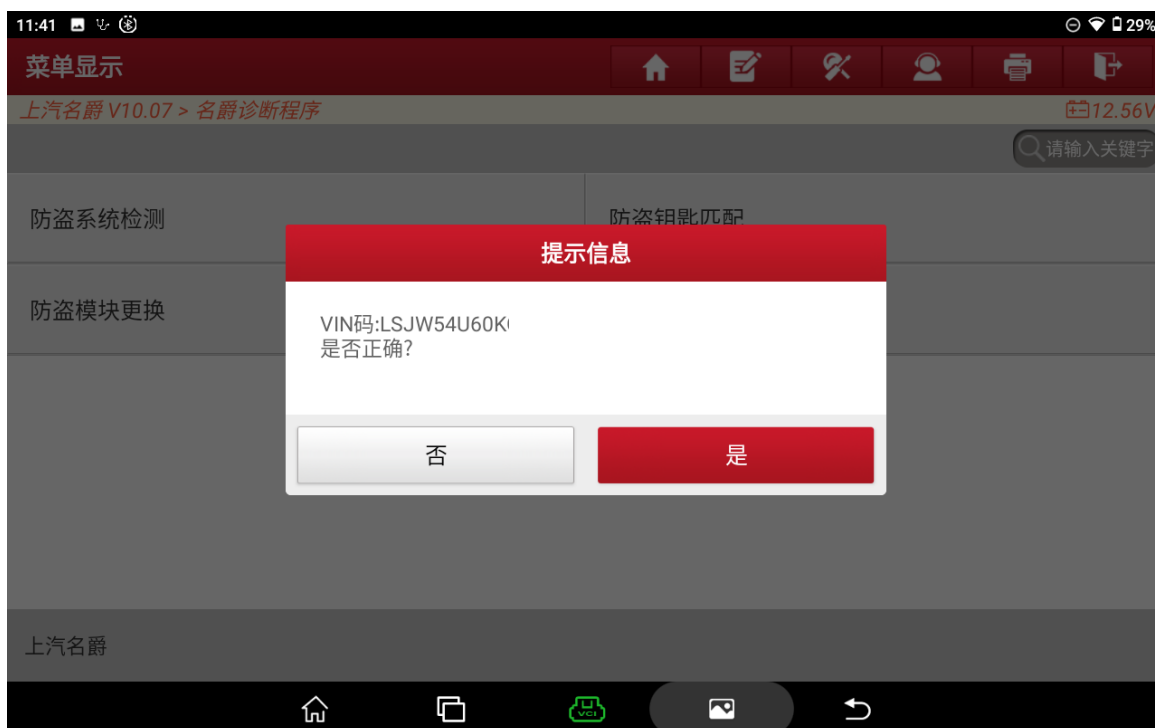 11:41
29%
菜单显示
上汽名爵 V10.07 > 名爵诊断程序
12.56V
请输入关键字
防盗系统检测
防盗钥匙匹配
防盗模块更换
提示信息
VIN码:LSJW54U60K
是否正确?
否
是
上汽名爵
VCI